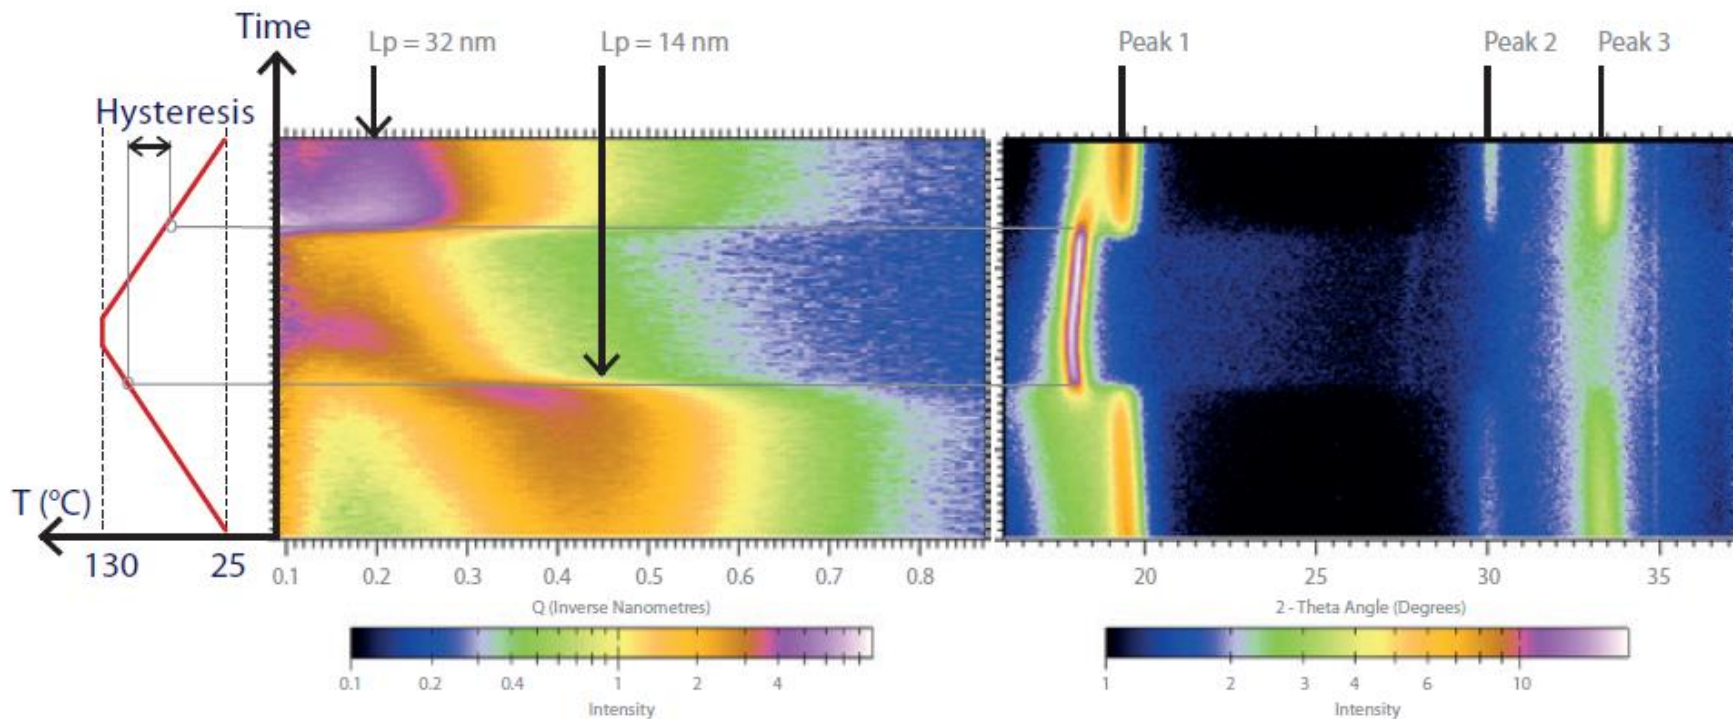 Time
Lp = 32 nm
Lp = 14 nm
Peak 1
Peak 2
Peak 3
Hysteresis
T (°C)
130
25
0.1 0.2 0.3 0.4 0.5 0.6 0.7 0.8
Q (Inverse Nanometres)
20 25 30 35
2 - Theta Angle (Degrees)
0.1 0.2 0.4 1 2 4
Intensity
1 2 3 4 6 10
Intensity